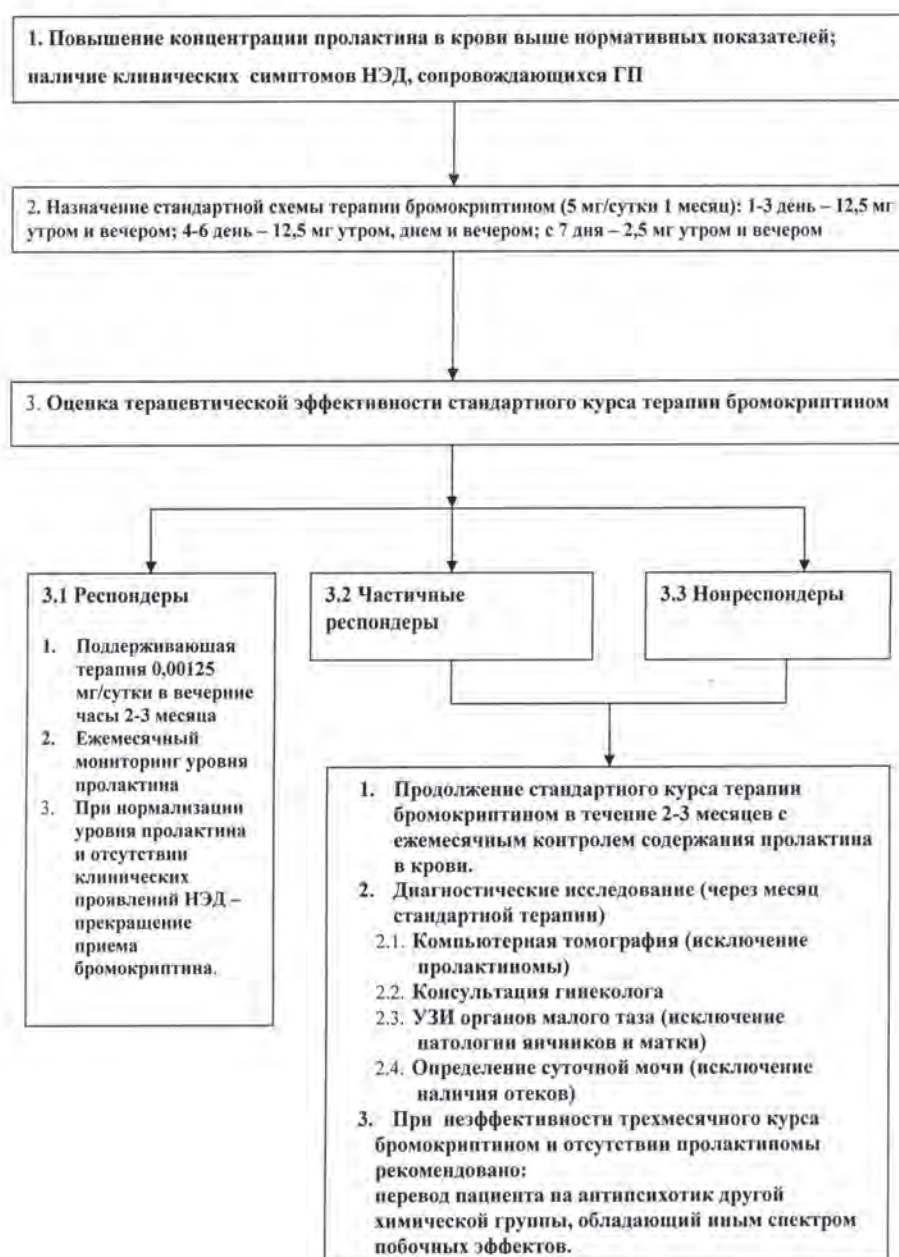 1. Повышение концентрации пролактина в крови выше нормативных показателей;
наличие клинических симптомов НЭД, сопровождающихся ГП
2. Назначение стандартной схемы терапии бромокриптином (5 мг/сутки 1 месяц): 1-3 день – 12,5 мг
утром и вечером; 4-6 день – 12,5 мг утром, днем и вечером; с 7 дня – 2,5 мг утром и вечером
3. Оценка терапевтической эффективности стандартного курса терапии бромокриптином
3.1 Респондеры
1. Поддерживающая
терапия 0,00125
мг/сутки в вечерние
часы 2-3 месяца
2. Ежемесячный
мониторинг уровня
пролактина
3. При нормализации
уровня пролактина
и отсутствии
клинических
проявлений НЭД –
прекращение
приема
бромокриптина.
3.2 Частичные
респондеры
3.3 Нонреспондеры
1. Продолжение стандартного курса терапии
бромокриптином в течение 2-3 месяцев с
ежемесячным контролем содержания пролактина
в крови.
2. Диагностические исследование (через месяц
стандартной терапии)
2.1. Компьютерная томография (исключение
пролактиномы)
2.2. Консультация гинеколога
2.3. УЗИ органов малого таза (исключение
патологии яичников и матки)
2.4. Определение суточной мочи (исключение
наличия отеков)
3. При неэффективности трехмесячного курса
бромокриптином и отсутствии пролактиномы
рекомендовано:
перевод пациента на антипсихотик другой
химической группы, обладающий иным спектром
побочных эффектов.